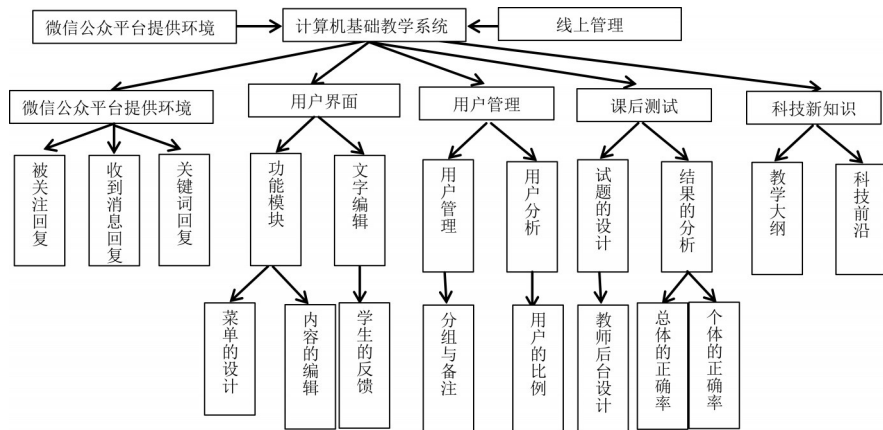 微信公众平台提供环境
计算机基础教学系统
线上管理
微信公众平台提供环境
用户界面
用户管理
课后测试
科技新知识
被关注回复
收到消息回复
关键词回复
功能模块
文字编辑
用户管理
用户分析
试题的设计
结果的分析
教学大纲
科技前沿
菜单的设计
内容的编辑
学生的反馈
分组与备注
用户的比例
教师后台设计
总体的正确率
个体的正确率